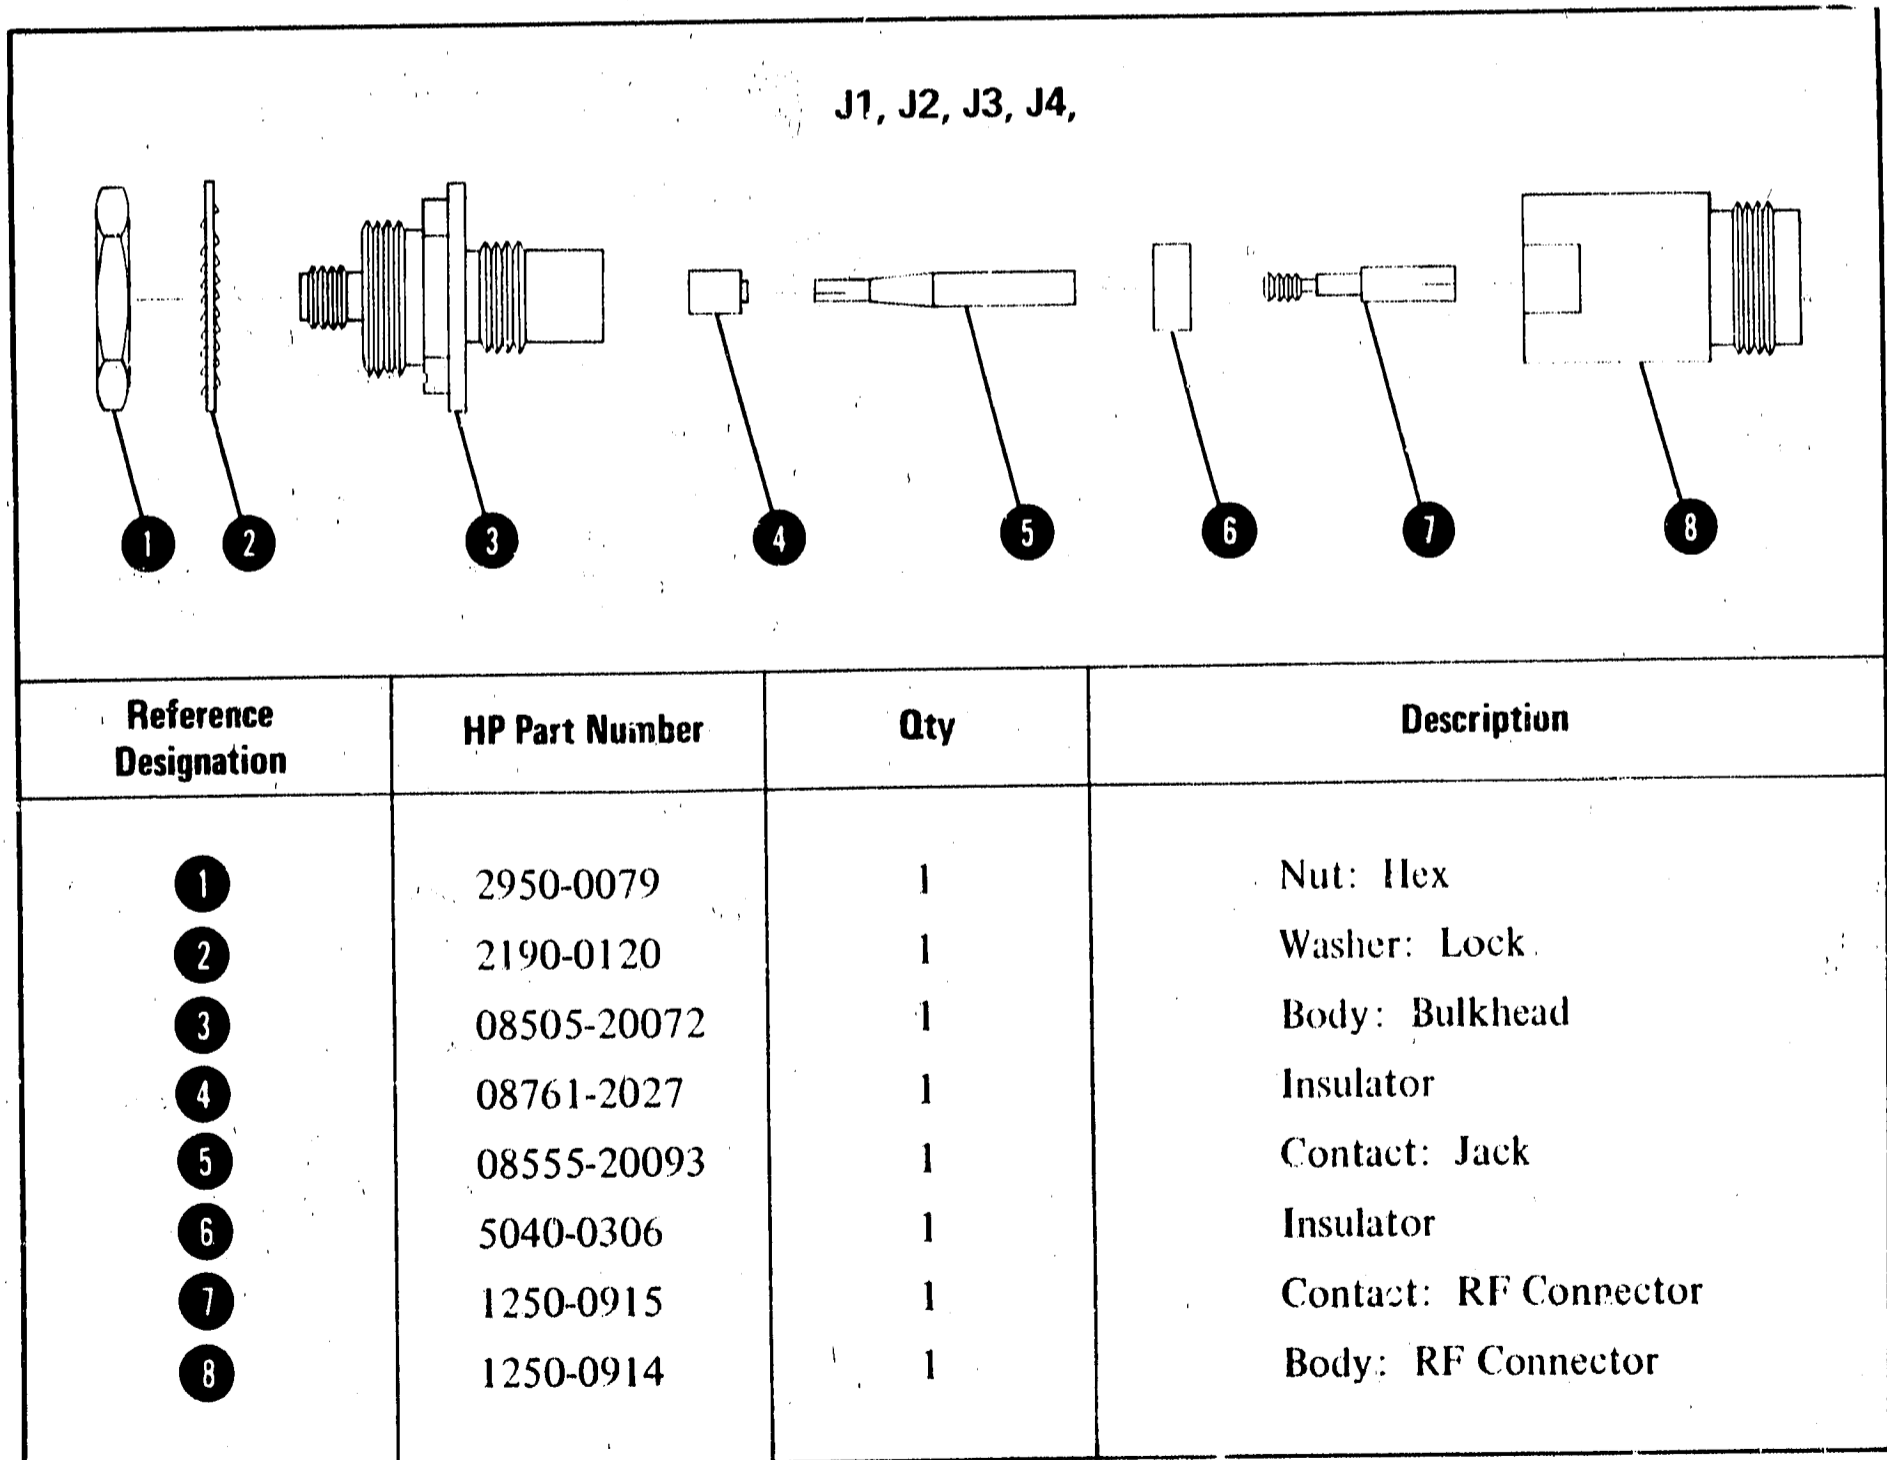 J1, J2, J3, J4,
1 2 3 4 5 6 7 8
Reference Designation HP Part Number Qty Description
1 2950-0079 1 Nut: Hex
2 2190-0120 1 Washer: Lock
3 08505-20072 1 Body: Bulkhead
4 08761-2027 1 Insulator
5 08555-20093 1 Contact: Jack
6 5040-0306 1 Insulator
7 1250-0915 1 Contact: RF Connector
8 1250-0914 1 Body: RF Connector